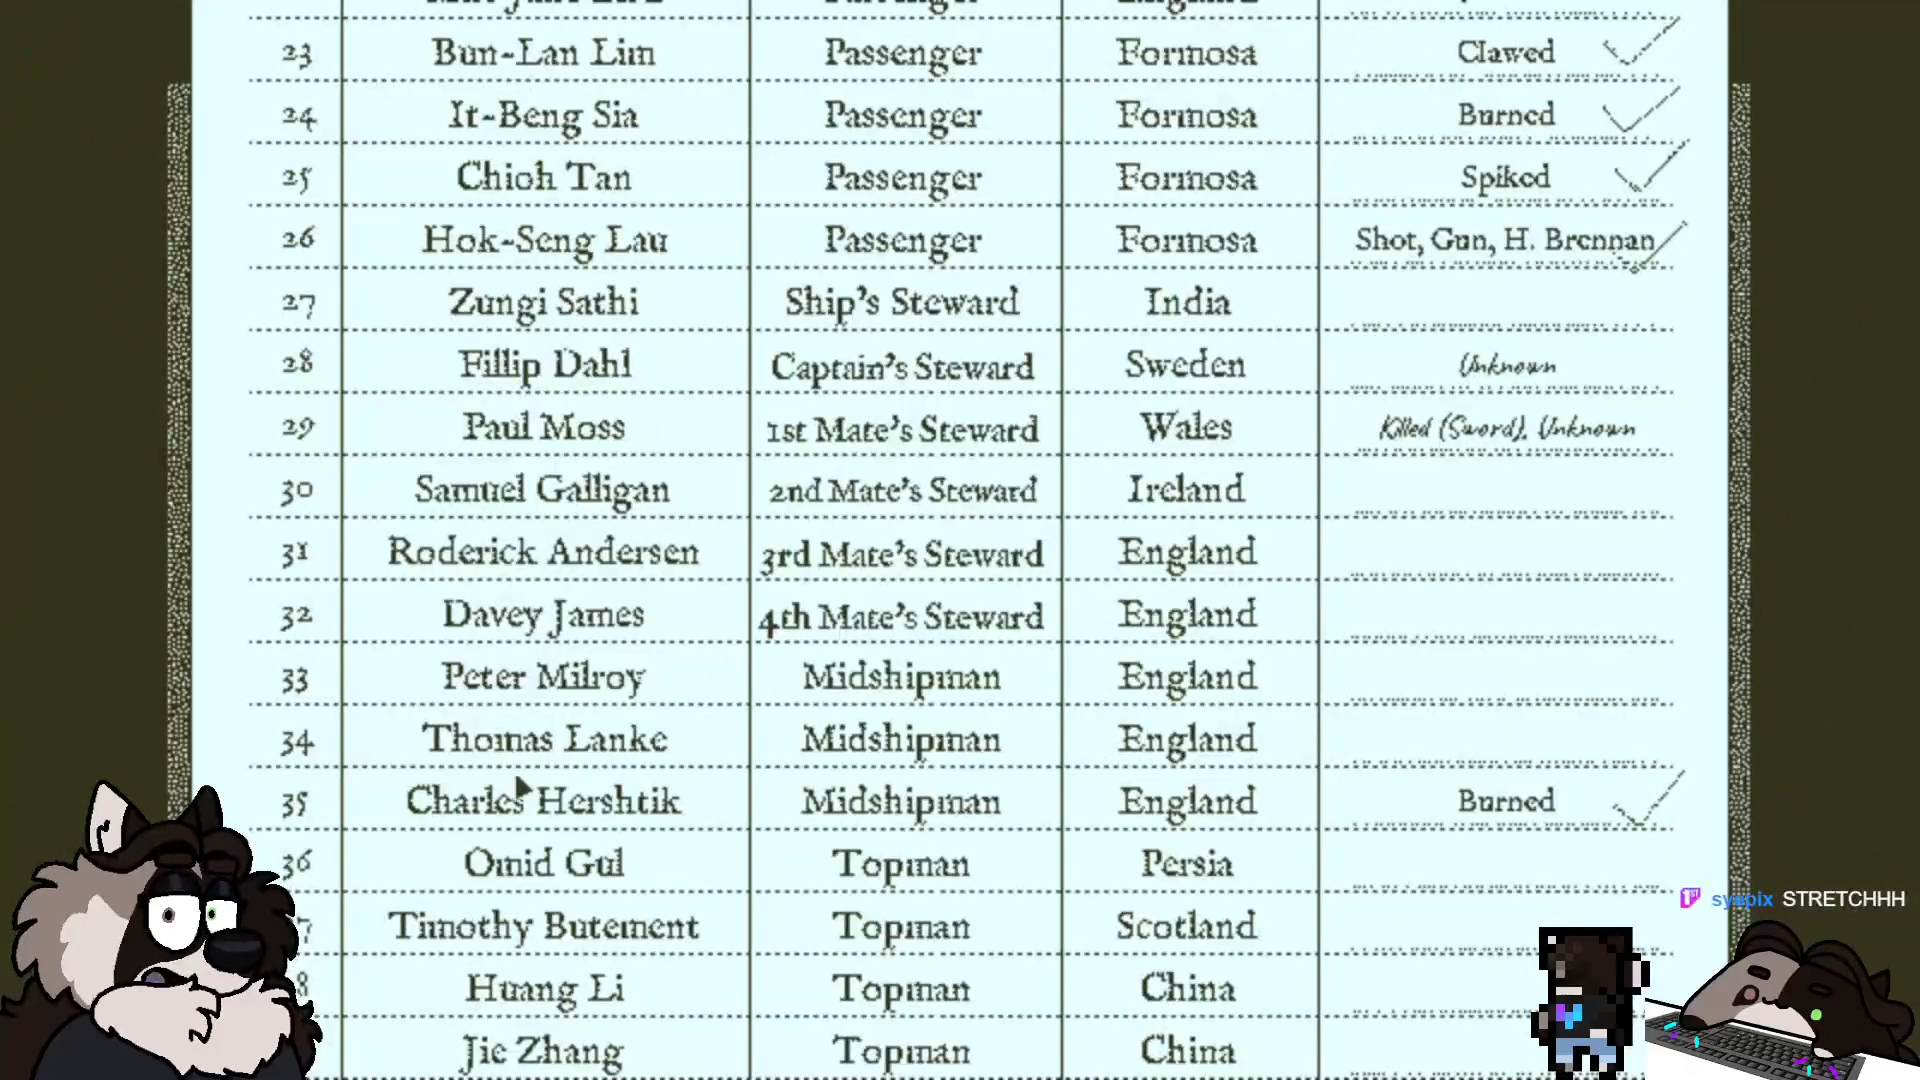 23 Bun-Lan Lim Passenger Formosa Clawed
24 It-Beng Sia Passenger Formosa Burned
25 Chioh Tan Passenger Formosa Spiked
26 Hok-Seng Lau Passenger Formosa Shot, Gun, H. Brennan
27 Zungi Sathi Ship's Steward India
28 Fillip Dahl Captain's Steward Sweden Unknown
29 Paul Moss 1st Mate's Steward Wales Killed (Sword), Unknown
30 Samuel Galligan 2nd Mate's Steward Ireland
31 Roderick Andersen 3rd Mate's Steward England
32 Davey James 4th Mate's Steward England
33 Peter Milroy Midshipman England
34 Thomas Lanke Midshipman England
35 Charles Hershtik Midshipman England Burned
36 Omid Gul Topman Persia
syspix STRETCHHH
7 Timothy Butement Topman Scotland
8 Huang Li Topman China
Jie Zhang Topman China